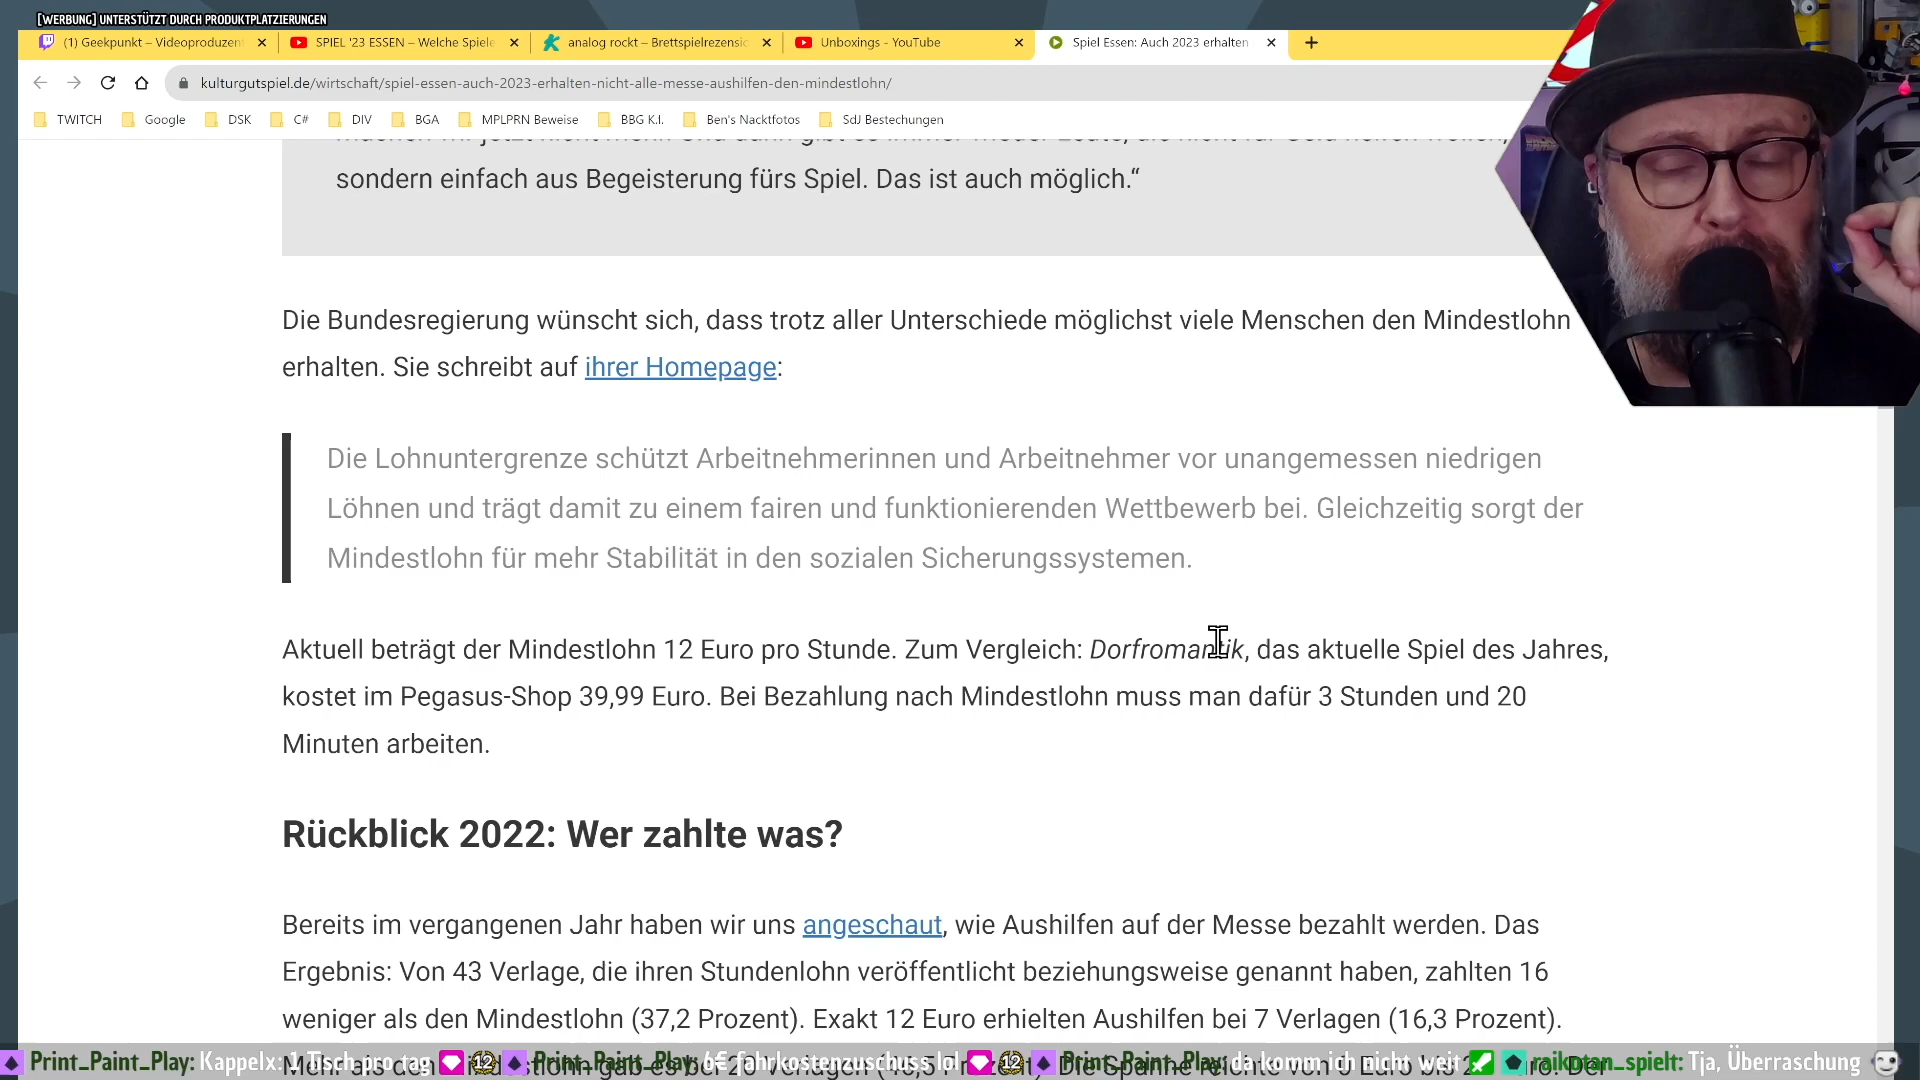 [WERBUNG] UNTERSTÜTZT DURCH PRODUKTPLATZIERUNGEN
(1) Geekpunkt – Videoproduzent
SPIEL '23 ESSEN – Welche Spiele
analog rockt – Brettspielrezensio
Unboxings - YouTube
Spiel Essen: Auch 2023 erhalten
kulturgutspiel.de/wirtschaft/spiel-essen-auch-2023-erhalten-nicht-alle-messe-aushilfen-den-mindestlohn/
TWITCH
Google
DSK
C#
DIV
BGA
MPLPRN Beweise
BBG K.I.
Ben's Nacktfotos
SdJ Bestechungen
sondern einfach aus Begeisterung fürs Spiel. Das ist auch möglich.“
Die Bundesregierung wünscht sich, dass trotz aller Unterschiede möglichst viele Menschen den Mindestlohn
erhalten. Sie schreibt auf ihrer Homepage:
Die Lohnuntergrenze schützt Arbeitnehmerinnen und Arbeitnehmer vor unangemessen niedrigen
Löhnen und trägt damit zu einem fairen und funktionierenden Wettbewerb bei. Gleichzeitig sorgt der
Mindestlohn für mehr Stabilität in den sozialen Sicherungssystemen.
Aktuell beträgt der Mindestlohn 12 Euro pro Stunde. Zum Vergleich: Dorfromantik, das aktuelle Spiel des Jahres,
kostet im Pegasus-Shop 39,99 Euro. Bei Bezahlung nach Mindestlohn muss man dafür 3 Stunden und 20
Minuten arbeiten.
Rückblick 2022: Wer zahlte was?
Bereits im vergangenen Jahr haben wir uns angeschaut, wie Aushilfen auf der Messe bezahlt werden. Das
Ergebnis: Von 43 Verlage, die ihren Stundenlohn veröffentlicht beziehungsweise genannt haben, zahlten 16
weniger als den Mindestlohn (37,2 Prozent). Exakt 12 Euro erhielten Aushilfen bei 7 Verlagen (16,3 Prozent).
Print_Paint_Play: Kappelx: 1 Tsch pro tag 12 Print_Paint_Play: 6€ fahrkostenzuschuss lol 12 Print_Paint_Play: da komm ich nicht weit raikutan_spielt: Tja, Überraschung